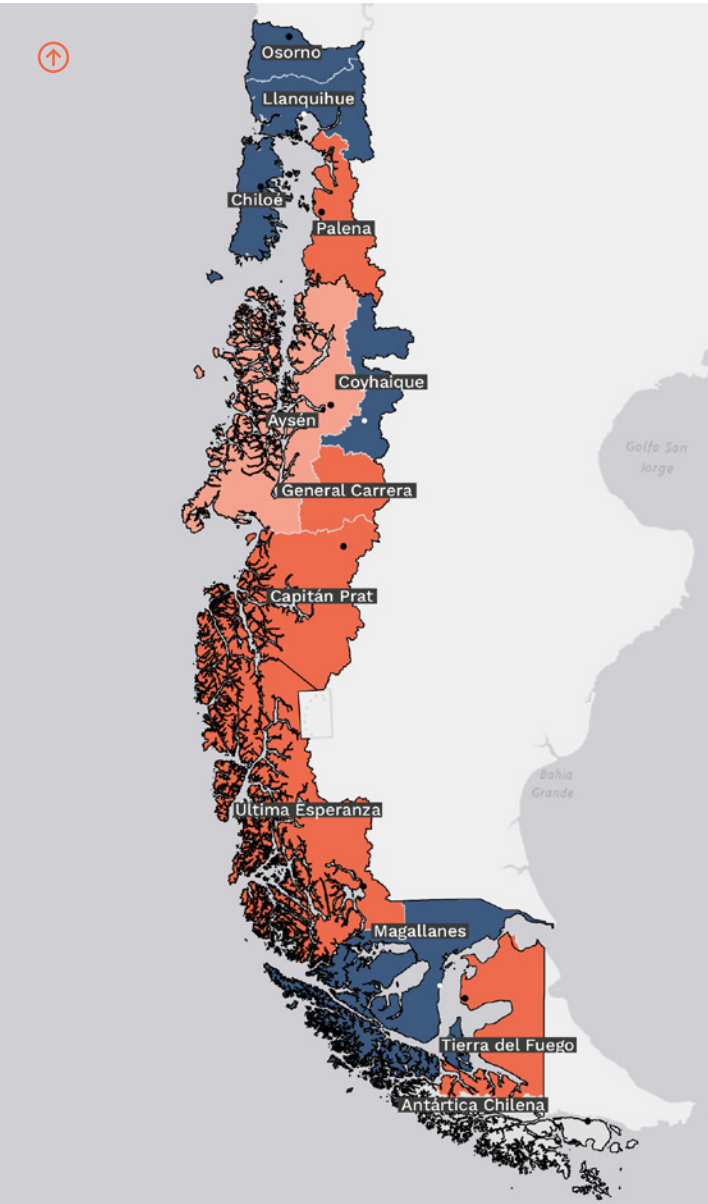 Osorno
Llanquihue
Chiloé
Palena
Coyhaique
Aysén
Golfo San
Jorge
General Carrera
Capitán Prat
Bahía
Grande
Última Esperanza
Magallanes
Tierra del Fuego
Antártica Chilena